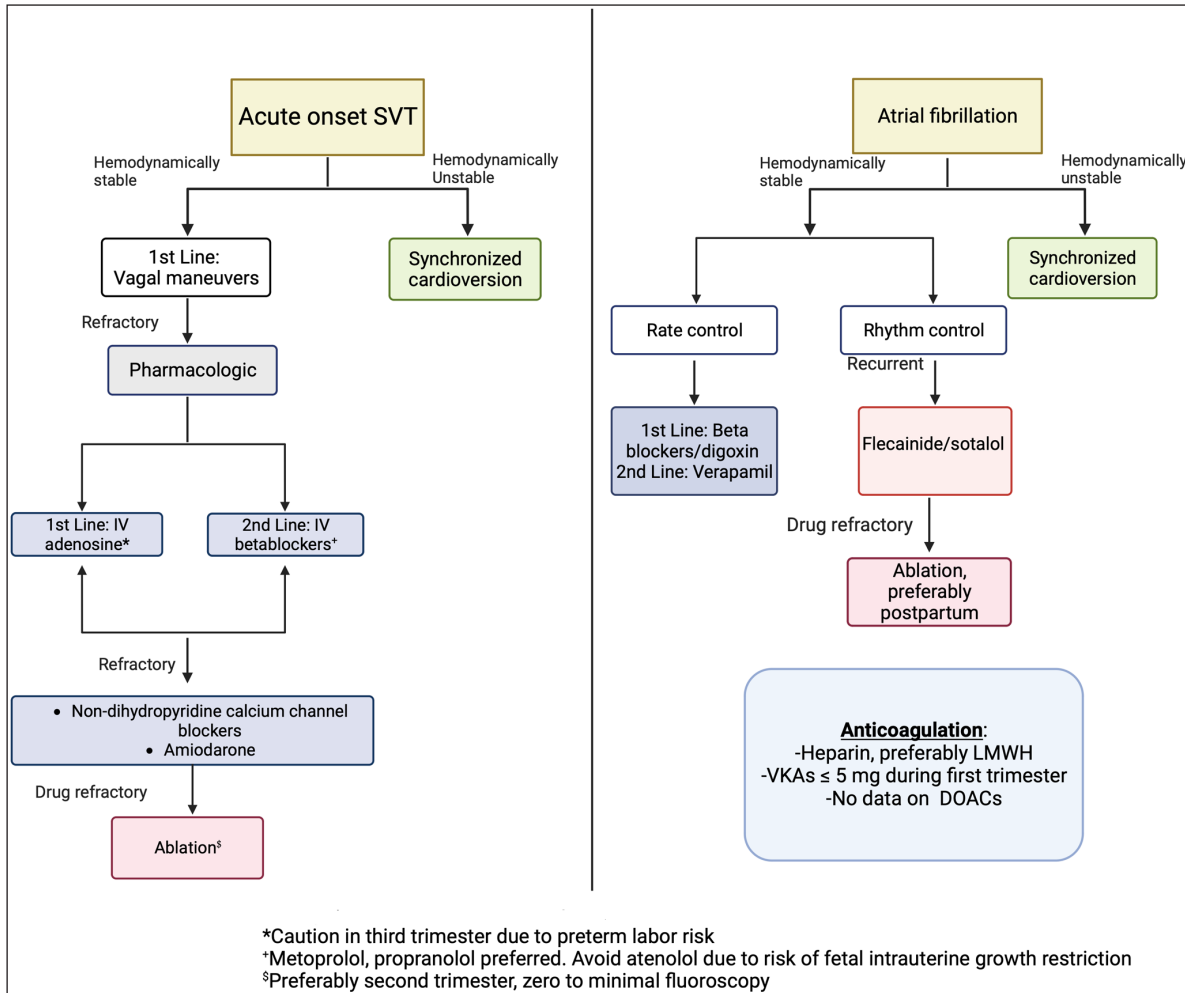 Acute onset SVT
Hemodynamically
stable
Hemodynamically
Unstable
1st Line:
Vagal maneuvers
Synchronized
cardioversion
Refractory
Pharmacologic
1st Line: IV
adenosine*
2nd Line: IV
betablockers⁺
Refractory
• Non-dihydropyridine calcium channel
blockers
• Amiodarone
Drug refractory
Ablation$
Atrial fibrillation
Hemodynamically
stable
Hemodynamically
unstable
Synchronized
cardioversion
Rate control
Rhythm control
Recurrent
1st Line: Beta
blockers/digoxin
2nd Line: Verapamil
Flecainide/sotalol
Drug refractory
Ablation,
preferably
postpartum
Anticoagulation:
-Heparin, preferably LMWH
-VKAs ≤ 5 mg during first trimester
-No data on DOACs
*Caution in third trimester due to preterm labor risk
⁺Metoprolol, propranolol preferred. Avoid atenolol due to risk of fetal intrauterine growth restriction
$Preferably second trimester, zero to minimal fluoroscopy